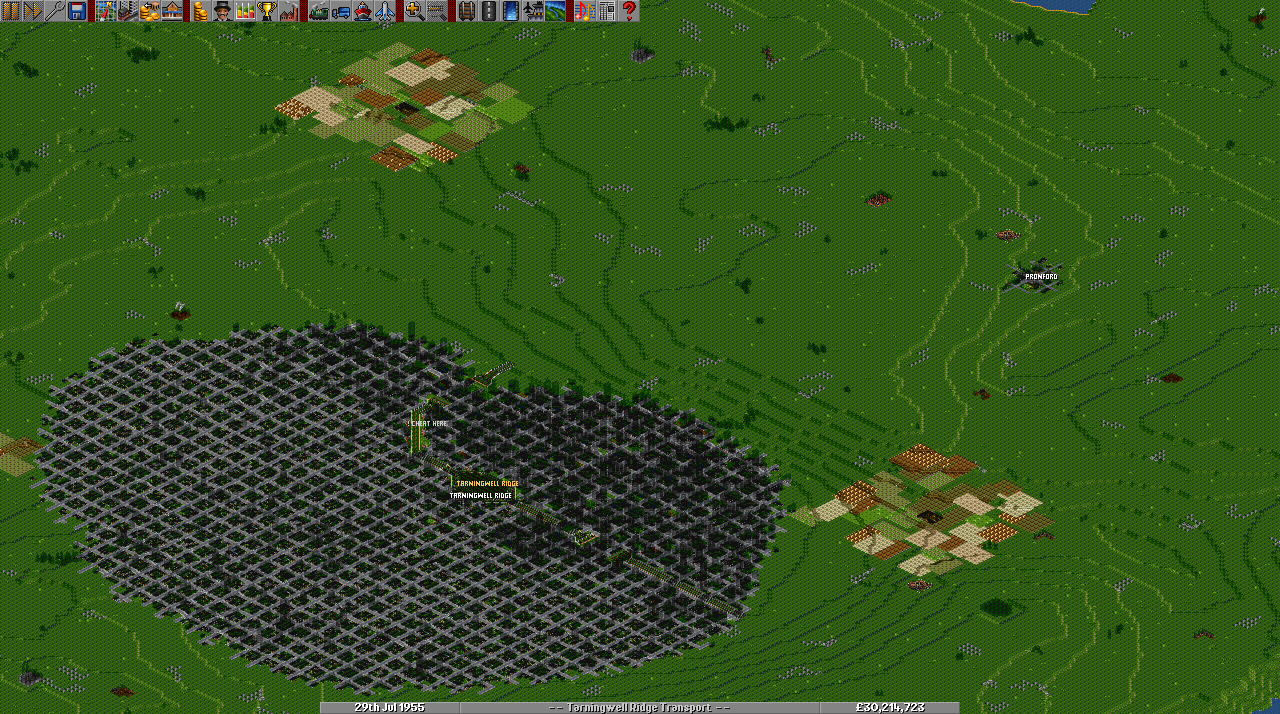 PRONFORD
! CHEAT HERE
TARNINGWELL RIDGE
TARNINGWELL RIDGE
29th Jul 1955
-- Tarningwell Ridge Transport --
£30,214,723